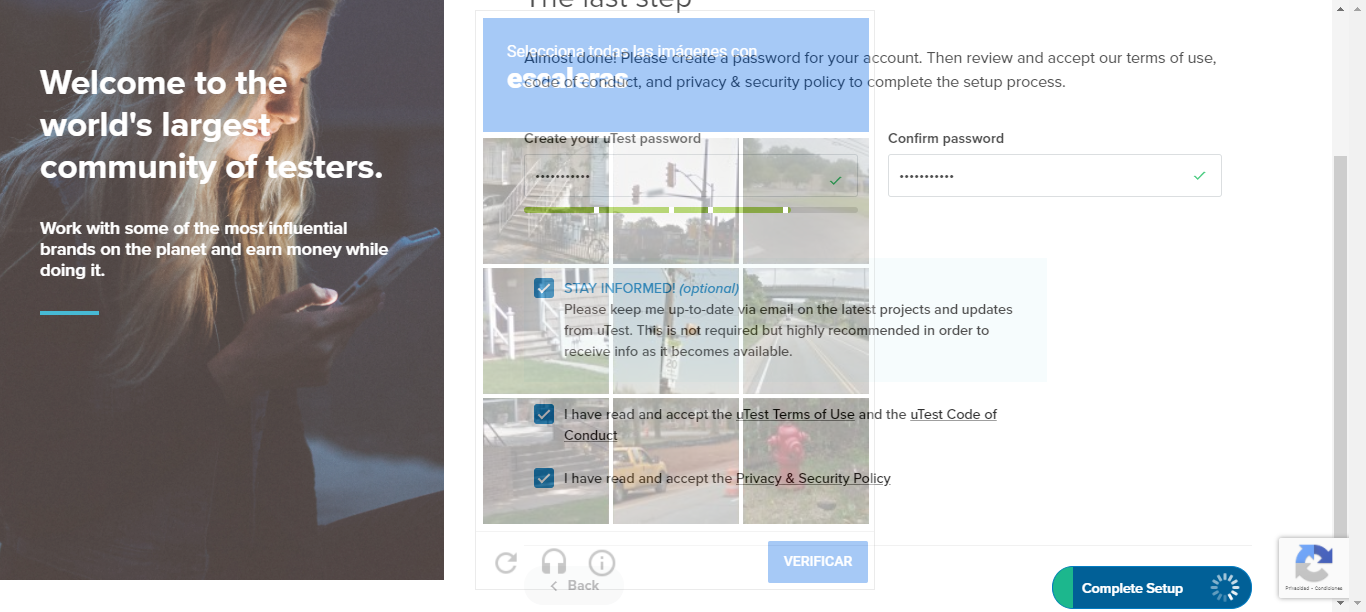 The last step
Welcome to the
world's largest
community of testers.
Work with some of the most influential
brands on the planet and earn money while
doing it.
Selecciona todas las imágenes con
escaleras
Almost done! Please create a password for your account. Then review and accept our terms of use,
code of conduct, and privacy & security policy to complete the setup process.
Create your uTest password
Confirm password
•••••••••••
•••••••••••
STAY INFORMED! (optional)
Please keep me up-to-date via email on the latest projects and updates
from uTest. This is not required but highly recommended in order to
receive info as it becomes available.
I have read and accept the uTest Terms of Use and the uTest Code of
Conduct
I have read and accept the Privacy & Security Policy
VERIFICAR
Back
Complete Setup
Privacidad - Condiciones